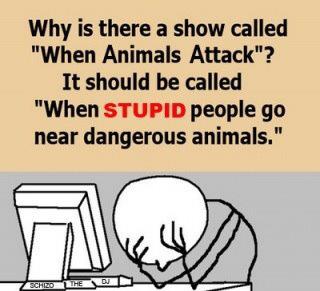 Why is there a show called
"When Animals Attack"?
It should be called
"When STUPID people go
near dangerous animals."
SCHIZO THE DJ